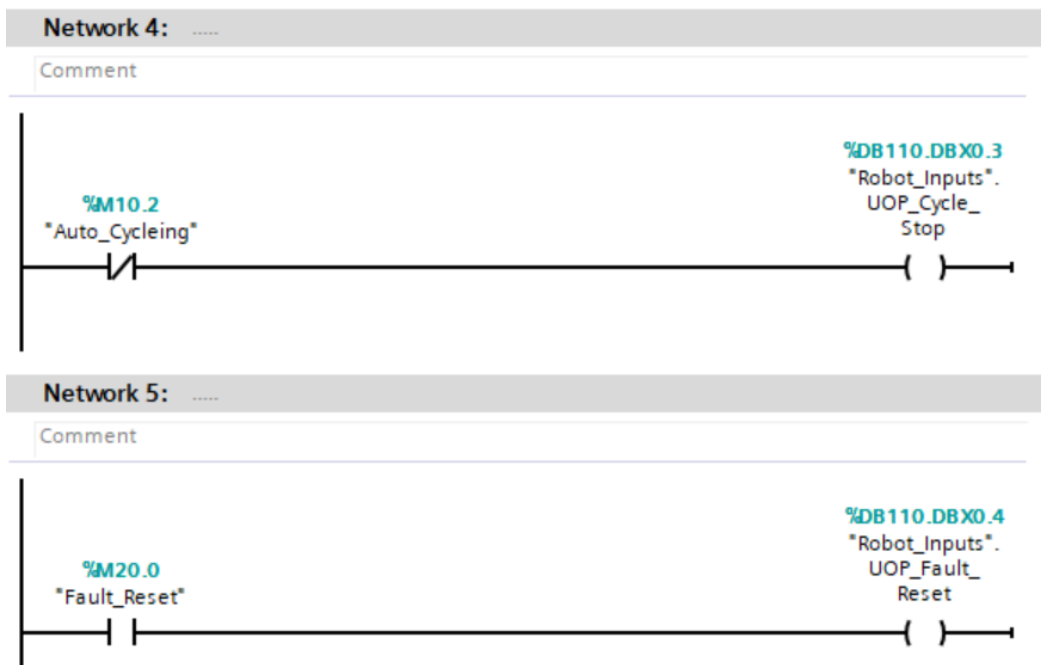 Network 4: .....
Comment
%DB110.DBX0.3
"Robot_Inputs".
UOP_Cycle_
Stop
%M10.2
"Auto_Cycleing"
Network 5: .....
Comment
%DB110.DBX0.4
"Robot_Inputs".
UOP_Fault_
Reset
%M20.0
"Fault_Reset"